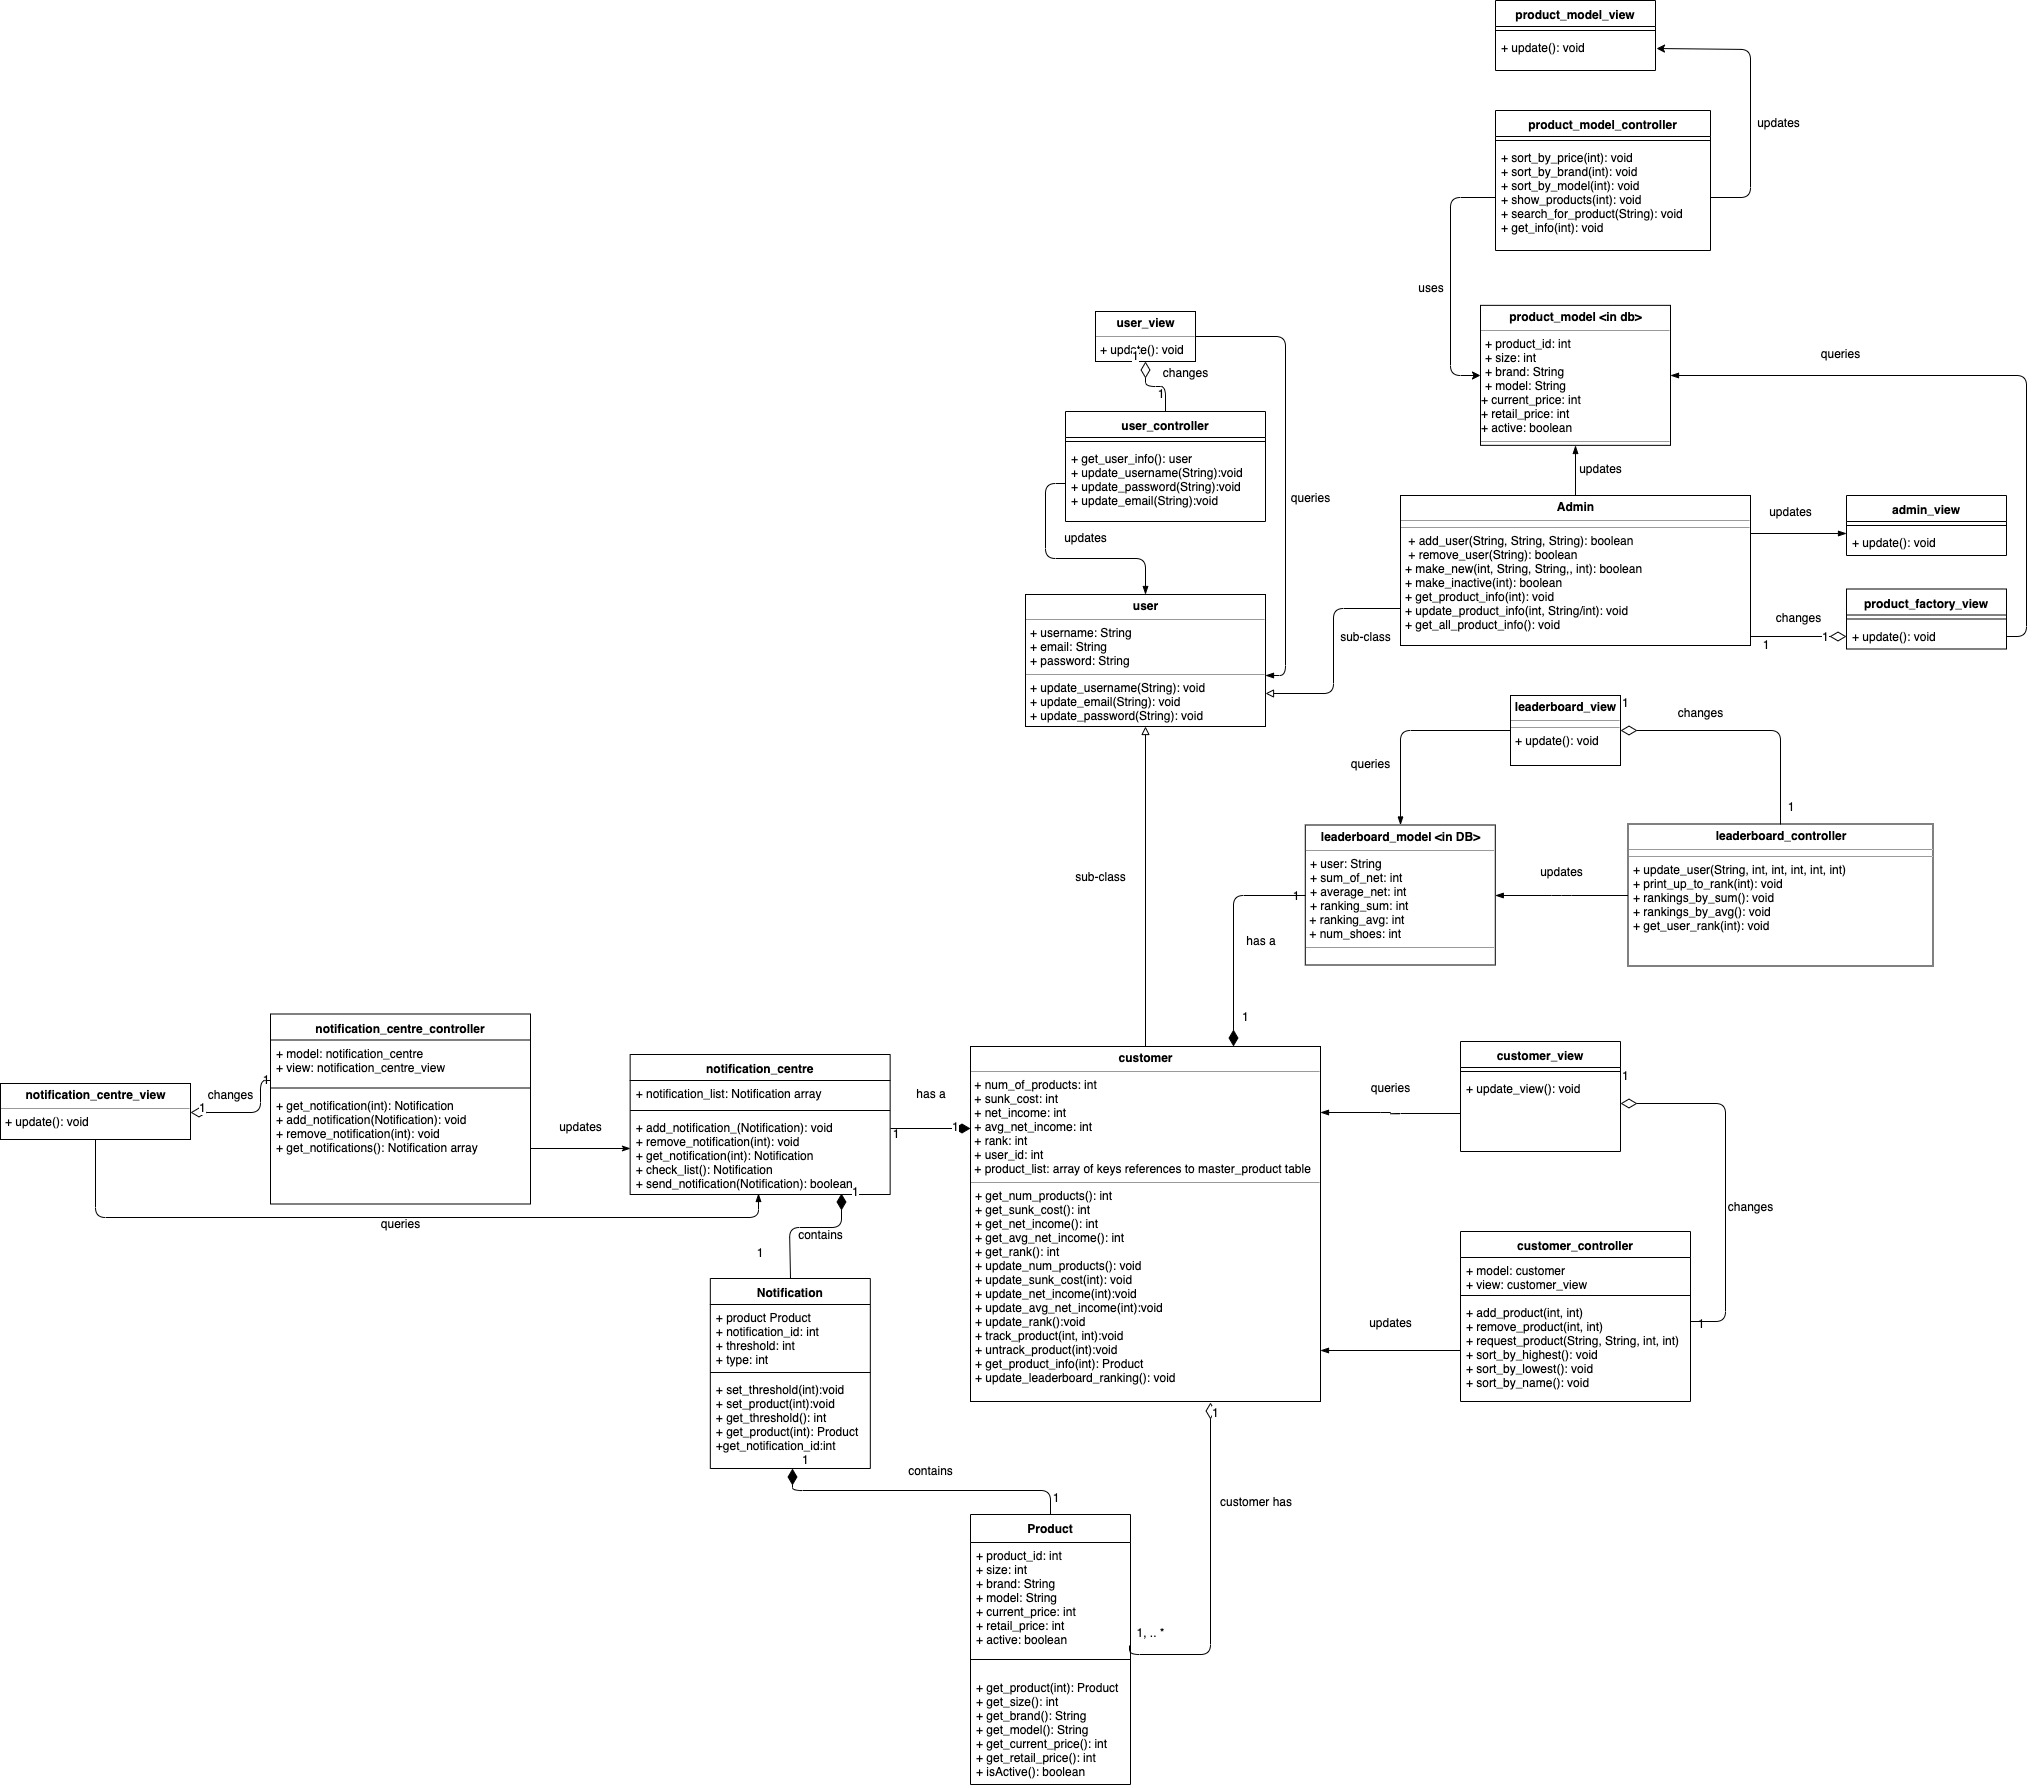 product_model_view
+ update(): void
product_model_controller
+ sort_by_price(int): void
+ sort_by_brand(int): void
+ sort_by_model(int): void
+ show_products(int): void
+ search_for_product(String): void
+ get_info(int): void
updates
uses
product_model <in db>
+ product_id: int
+ size: int
+ brand: String
+ model: String
+ current_price: int
+ retail_price: int
+ active: boolean
queries
updates
user_view
+ update(): void
1
changes
1
user_controller
+ get_user_info(): user
+ update_username(String):void
+ update_password(String):void
+ update_email(String):void
queries
updates
user
+ username: String
+ email: String
+ password: String
+ update_username(String): void
+ update_email(String): void
+ update_password(String): void
Admin
+ add_user(String, String, String): boolean
+ remove_user(String): boolean
+ make_new(int, String, String,, int): boolean
+ make_inactive(int): boolean
+ get_product_info(int): void
+ update_product_info(int, String/int): void
+ get_all_product_info(): void
sub-class
updates
admin_view
+ update(): void
changes
1
1
product_factory_view
+ update(): void
leaderboard_view
+ update(): void
1
changes
1
queries
leaderboard_model <in DB>
+ user: String
+ sum_of_net: int
+ average_net: int
+ ranking_sum: int
+ ranking_avg: int
+ num_shoes: int
updates
leaderboard_controller
+ update_user(String, int, int, int, int, int)
+ print_up_to_rank(int): void
+ rankings_by_sum(): void
+ rankings_by_avg(): void
+ get_user_rank(int): void
sub-class
1
has a
1
notification_centre_view
+ update(): void
1
changes
1
notification_centre_controller
+ model: notification_centre
+ view: notification_centre_view
+ get_notification(int): Notification
+ add_notification(Notification): void
+ remove_notification(int): void
+ get_notifications(): Notification array
updates
queries
notification_centre
+ notification_list: Notification array
+ add_notification_(Notification): void
+ remove_notification(int): void
+ get_notification(int): Notification
+ check_list(): Notification
+ send_notification(Notification): boolean
has a
1
1
1
contains
1
Notification
+ product Product
+ notification_id: int
+ threshold: int
+ type: int
+ set_threshold(int):void
+ set_product(int):void
+ get_threshold(): int
+ get_product(int): Product
+get_notification_id:int
1
contains
1
customer
+ num_of_products: int
+ sunk_cost: int
+ net_income: int
+ avg_net_income: int
+ rank: int
+ user_id: int
+ product_list: array of keys references to master_product table
+ get_num_products(): int
+ get_sunk_cost(): int
+ get_net_income(): int
+ get_avg_net_income(): int
+ get_rank(): int
+ update_num_products(): void
+ update_sunk_cost(int): void
+ update_net_income(int):void
+ update_avg_net_income(int):void
+ update_rank():void
+ track_product(int, int):void
+ untrack_product(int):void
+ get_product_info(int): Product
+ update_leaderboard_ranking(): void
queries
customer_view
+ update_view(): void
1
changes
1
updates
customer_controller
+ model: customer
+ view: customer_view
+ add_product(int, int)
+ remove_product(int, int)
+ request_product(String, String, int, int)
+ sort_by_highest(): void
+ sort_by_lowest(): void
+ sort_by_name(): void
1
customer has
1, .. *
Product
+ product_id: int
+ size: int
+ brand: String
+ model: String
+ current_price: int
+ retail_price: int
+ active: boolean
+ get_product(int): Product
+ get_size(): int
+ get_brand(): String
+ get_model(): String
+ get_current_price(): int
+ get_retail_price(): int
+ isActive(): boolean